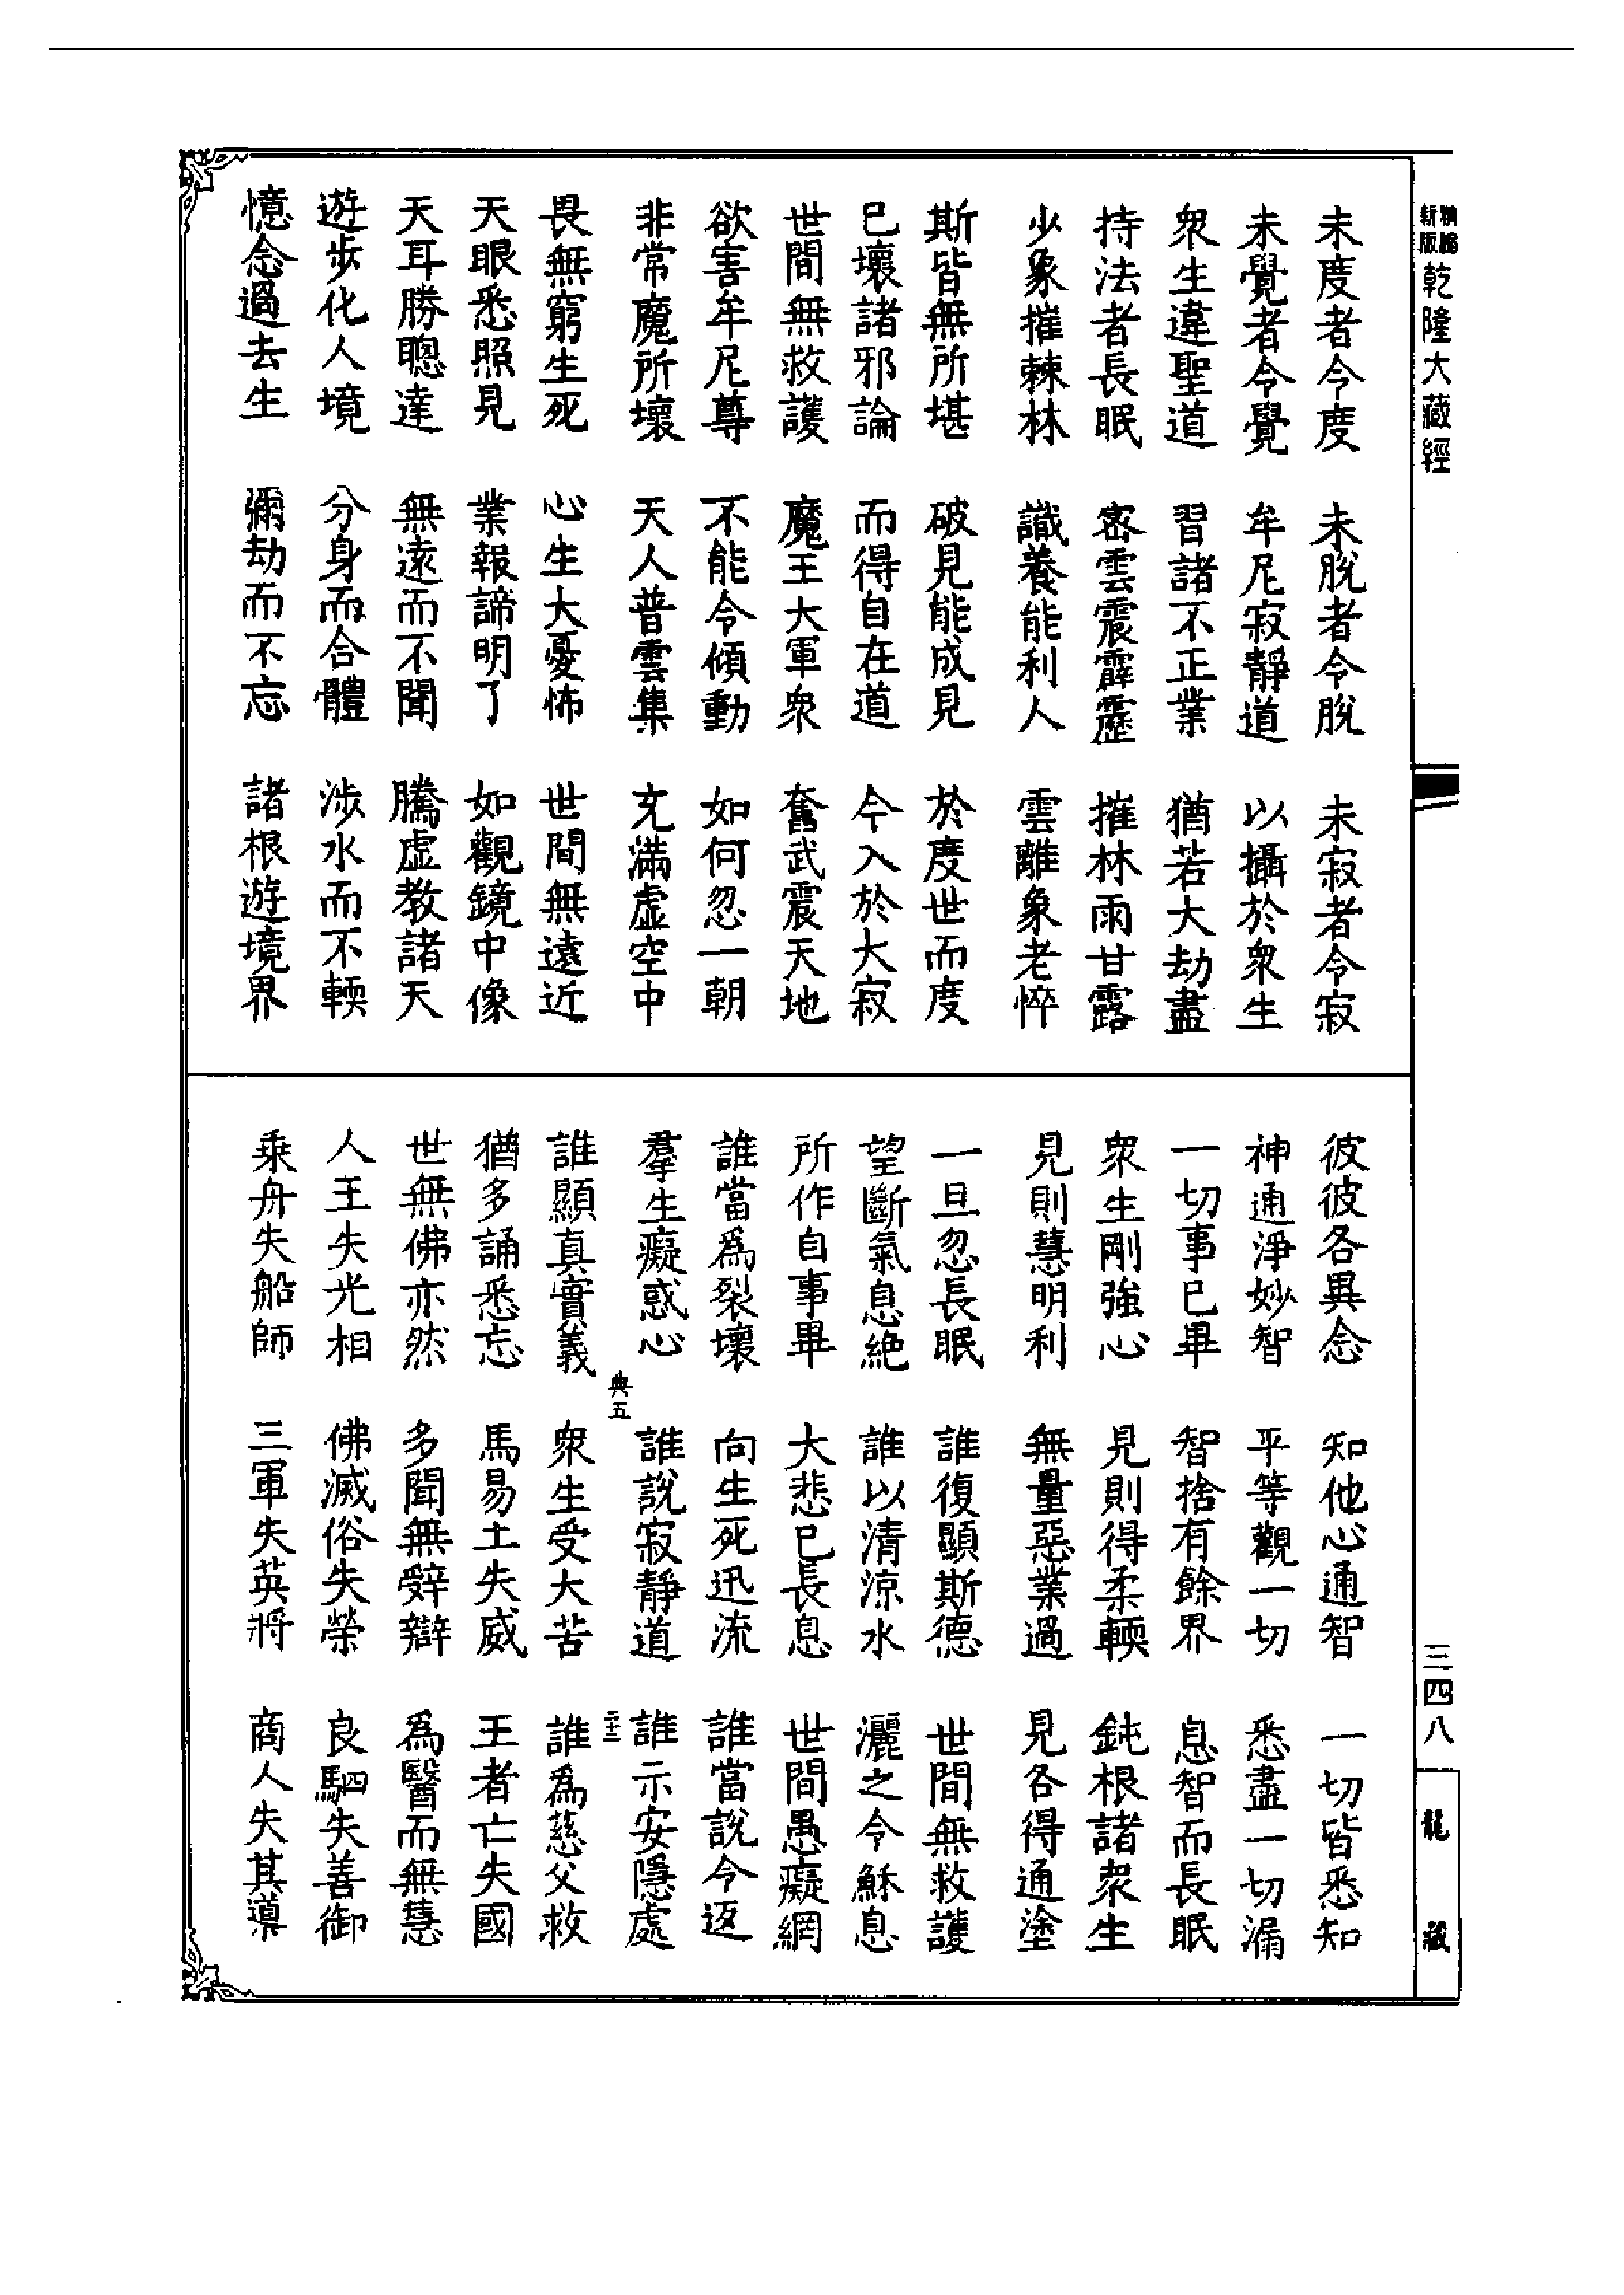 新版 乾隆大藏經
未度者令度 未脫者令脫 未寂者令寂
未覺者令覺 牟尼寂靜道 以攝於眾生
眾生違聖道 習諸不正業 猶若大劫盡
持法者長眠 密雲震霹靂 摧林雨甘露
少象摧棘林 識養能利人 雲離象老悴
斯皆無所堪 破見能成見 於度世而度
已壞諸邪論 而得自在道 今入於大寂
世間無救護 魔王大軍眾 奮武震天地
欲害牟尼尊 不能令傾動 如何忽一朝
非常魔所壞 天人普雲集 充滿虛空中
畏無窮生死 心生大憂怖 世間無遠近
天眼悉照見 業報諦明了 如觀鏡中像
天耳勝聰達 無遠而不聞 騰虛教諸天
遊步化人境 分身而合體 涉水而不輭
憶念過去生 彌劫而不忘 諸根遊境界
彼彼各異念 知他心通智 一切皆悉知
神通淨妙智 平等觀一切 悉盡一切漏
一切事已畢 智捨有餘界 息智而長眠
眾生剛強心 見則得柔輭 鈍根諸眾生
見則慧明利 無量惡業過 見各得通塗
一旦忽長眠 誰復顯斯德 世間無救護
望斷氣息絕 誰以清涼水 灑之令穌息
所作自事畢 大悲已長息 世間愚癡網
誰當為裂壞 向生死迅流 誰當說令返
羣生癡惑心 誰說寂靜道 誰示安隱處
典五
二十三
誰顯真實義 眾生受大苦 誰為慈父救
猶多誦悉忘 馬易土失威 王者亡失國
世無佛亦然 多聞無辭辯 為醫而無慧
人王失光相 佛滅俗失榮 良駟失善御
乘舟失船師 三軍失英將 商人失其導
三四八
龍藏